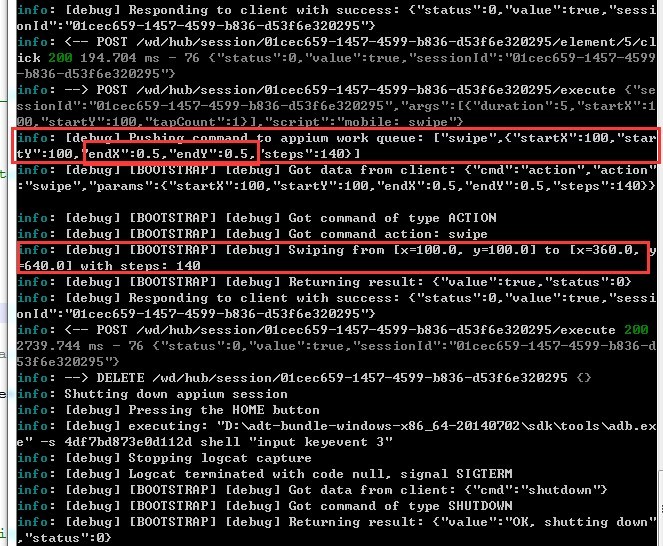 info: [debug] Responding to client with success: {"status":0,"value":true,"sessi
onId":"01cec659-1457-4599-b836-d53f6e320295"}
info: <-- POST /wd/hub/session/01cec659-1457-4599-b836-d53f6e320295/element/5/cl
ick 200 194.704 ms - 76 {"status":0,"value":true,"sessionId":"01cec659-1457-4599
-b836-d53f6e320295"}
info: --> POST /wd/hub/session/01cec659-1457-4599-b836-d53f6e320295/execute {"se
ssionId":"01cec659-1457-4599-b836-d53f6e320295","args":[{"duration":5,"startX":1
00,"startY":100,"tapCount":1}],"script":"mobile: swipe"}
info: [debug] Pushing command to appium work queue: ["swipe",{"startX":100,"star
tY":100,"endX":0.5,"endY":0.5,"steps":140}]
info: [debug] [BOOTSTRAP] [debug] Got data from client: {"cmd":"action","action"
:"swipe","params":{"startX":100,"startY":100,"endX":0.5,"endY":0.5,"steps":140}}
info: [debug] [BOOTSTRAP] [debug] Got command of type ACTION
info: [debug] [BOOTSTRAP] [debug] Got command action: swipe
info: [debug] [BOOTSTRAP] [debug] Swiping from [x=100.0, y=100.0] to [x=360.0, y
=640.0] with steps: 140
info: [debug] [BOOTSTRAP] [debug] Returning result: {"value":true,"status":0}
info: [debug] Responding to client with success: {"status":0,"value":true,"sessi
onId":"01cec659-1457-4599-b836-d53f6e320295"}
info: <-- POST /wd/hub/session/01cec659-1457-4599-b836-d53f6e320295/execute 200
2739.744 ms - 76 {"status":0,"value":true,"sessionId":"01cec659-1457-4599-b836-d
53f6e320295"}
info: --> DELETE /wd/hub/session/01cec659-1457-4599-b836-d53f6e320295 {}
info: Shutting down appium session
info: [debug] Pressing the HOME button
info: [debug] executing: "D:\adt-bundle-windows-x86_64-20140702\sdk\tools\adb.ex
e" -s 4df7bd873e0d112d shell "input keyevent 3"
info: [debug] Stopping logcat capture
info: [debug] Logcat terminated with code null, signal SIGTERM
info: [debug] [BOOTSTRAP] [debug] Got data from client: {"cmd":"shutdown"}
info: [debug] [BOOTSTRAP] [debug] Got command of type SHUTDOWN
info: [debug] [BOOTSTRAP] [debug] Returning result: {"value":"OK, shutting down"
,"status":0}